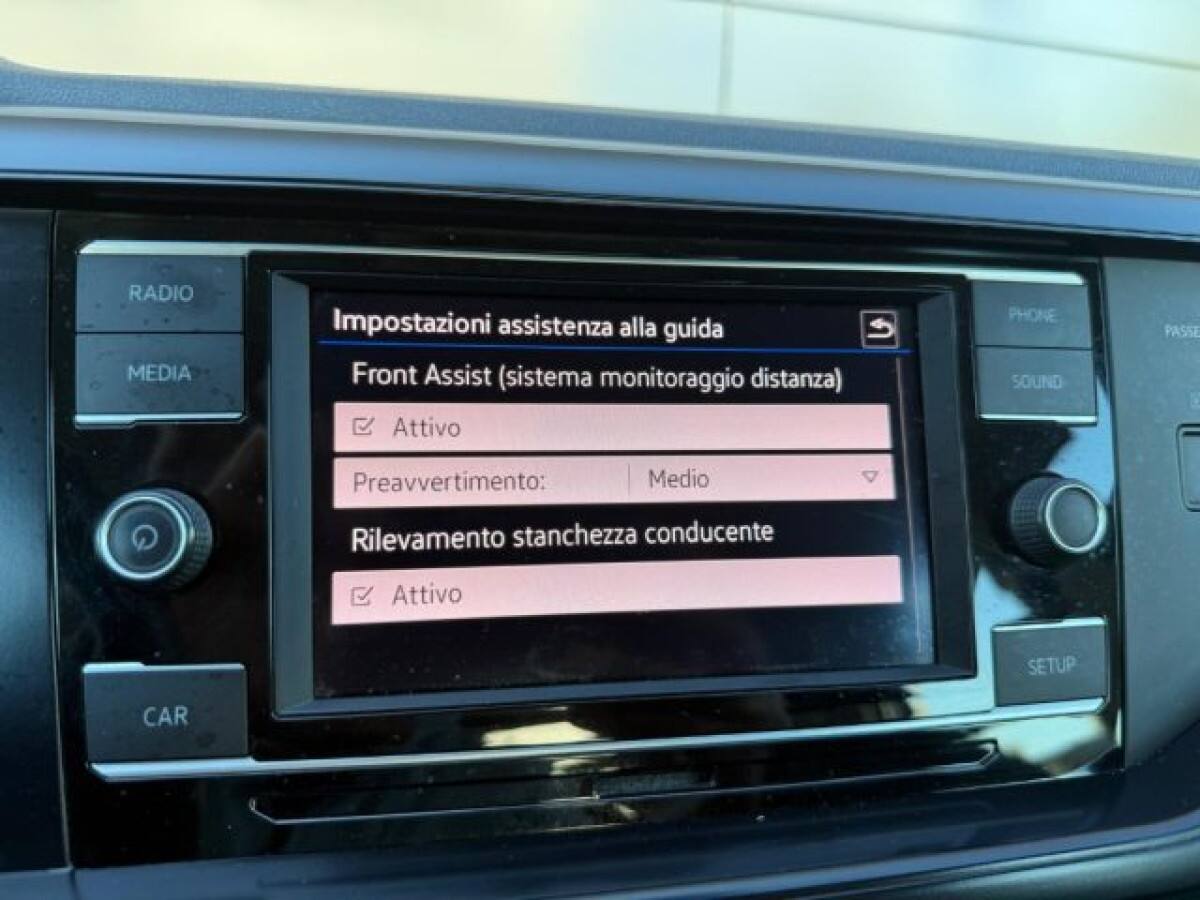 RADIO
MEDIA
CAR
Impostazioni assistenza alla guida
Front Assist (sistema monitoraggio distanza)
Attivo
Preavvertimento: Medio
Rilevamento stanchezza conducente
Attivo
PHONE
SOUND
SETUP
PASSE